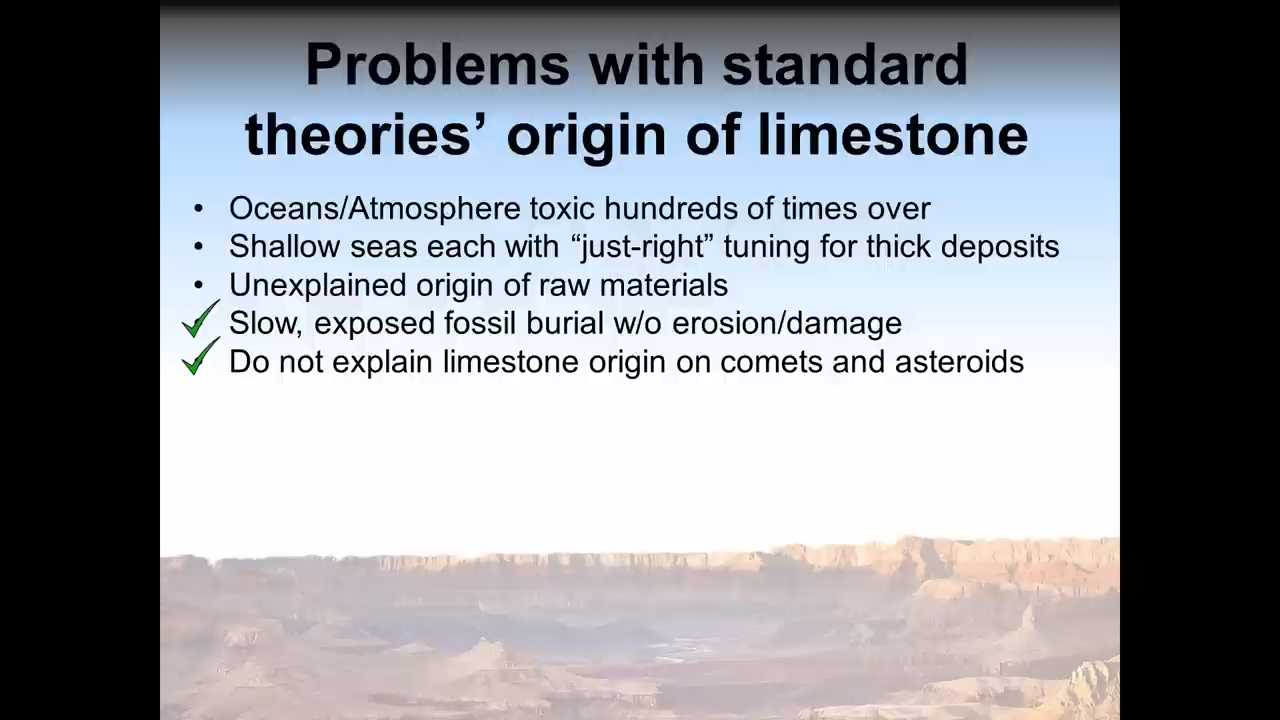 Problems with standard
theories’ origin of limestone
• Oceans/Atmosphere toxic hundreds of times over
• Shallow seas each with “just-right” tuning for thick deposits
• Unexplained origin of raw materials
Slow, exposed fossil burial w/o erosion/damage
Do not explain limestone origin on comets and asteroids